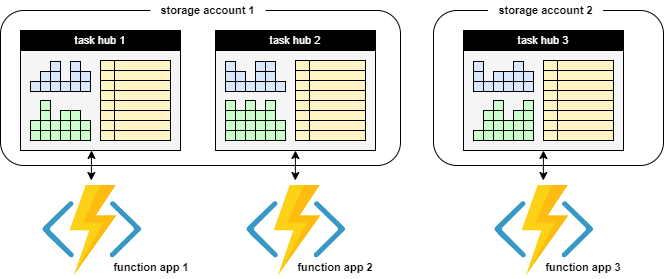 storage account 1
storage account 2
task hub 1
task hub 2
task hub 3
function app 1
function app 2
function app 3